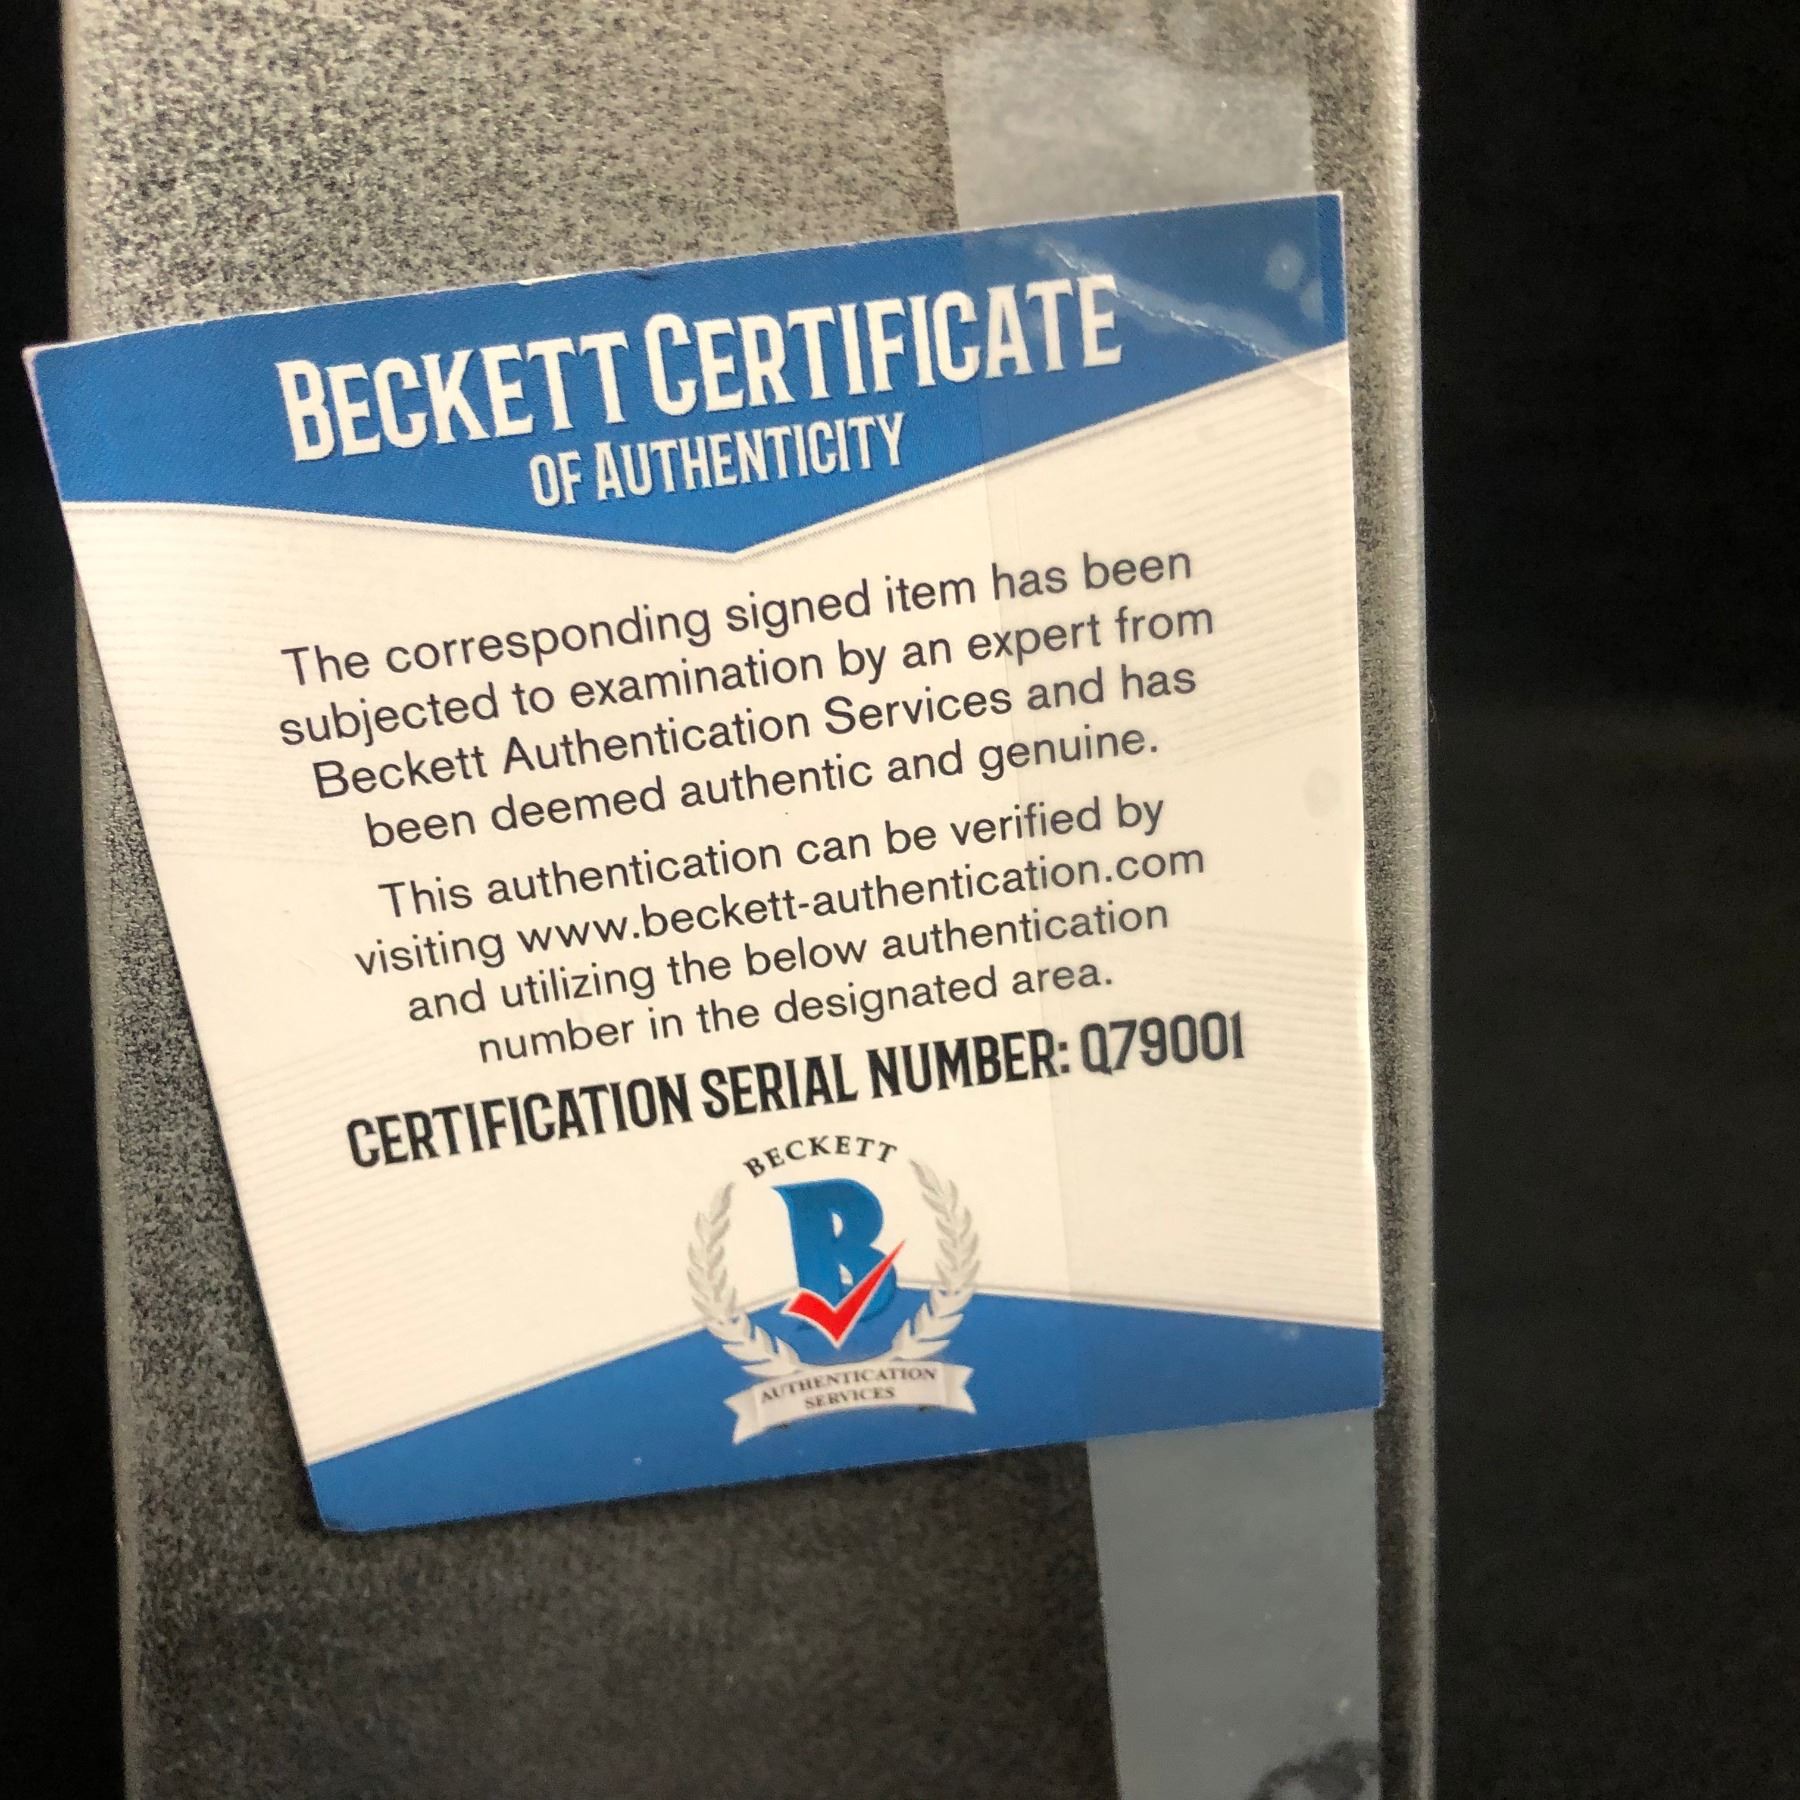 BECKETT CERTIFICATE
OF AUTHENTICITY
The corresponding signed item has been
subjected to examination by an expert from
Beckett Authentication Services and has
been deemed authentic and genuine.
This authentication can be verified by
visiting www.beckett-authentication.com
and utilizing the below authentication
number in the designated area.
CERTIFICATION SERIAL NUMBER: Q79001
BECKETT
B
AUTHENTICATION
SERVICES